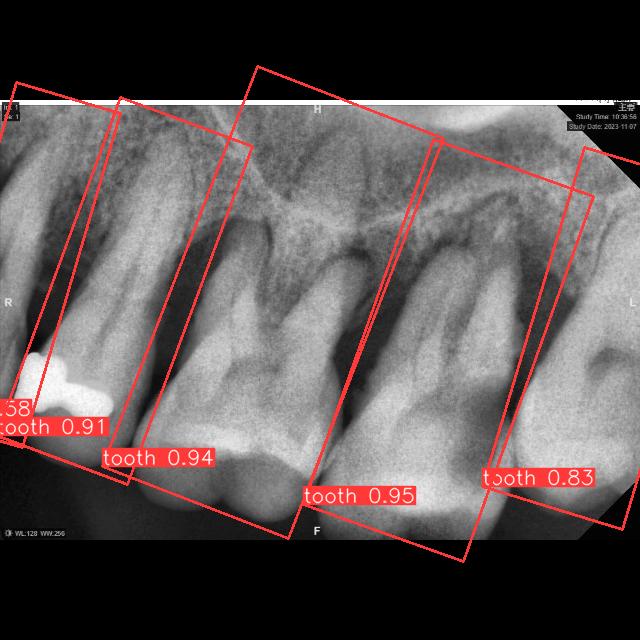 H
Study Time: 10:36:56
Study Date: 2023-11-07
R
L
.58
tooth 0.91
tooth 0.94
tooth 0.95
tooth 0.83
F
WL:128 WW:256